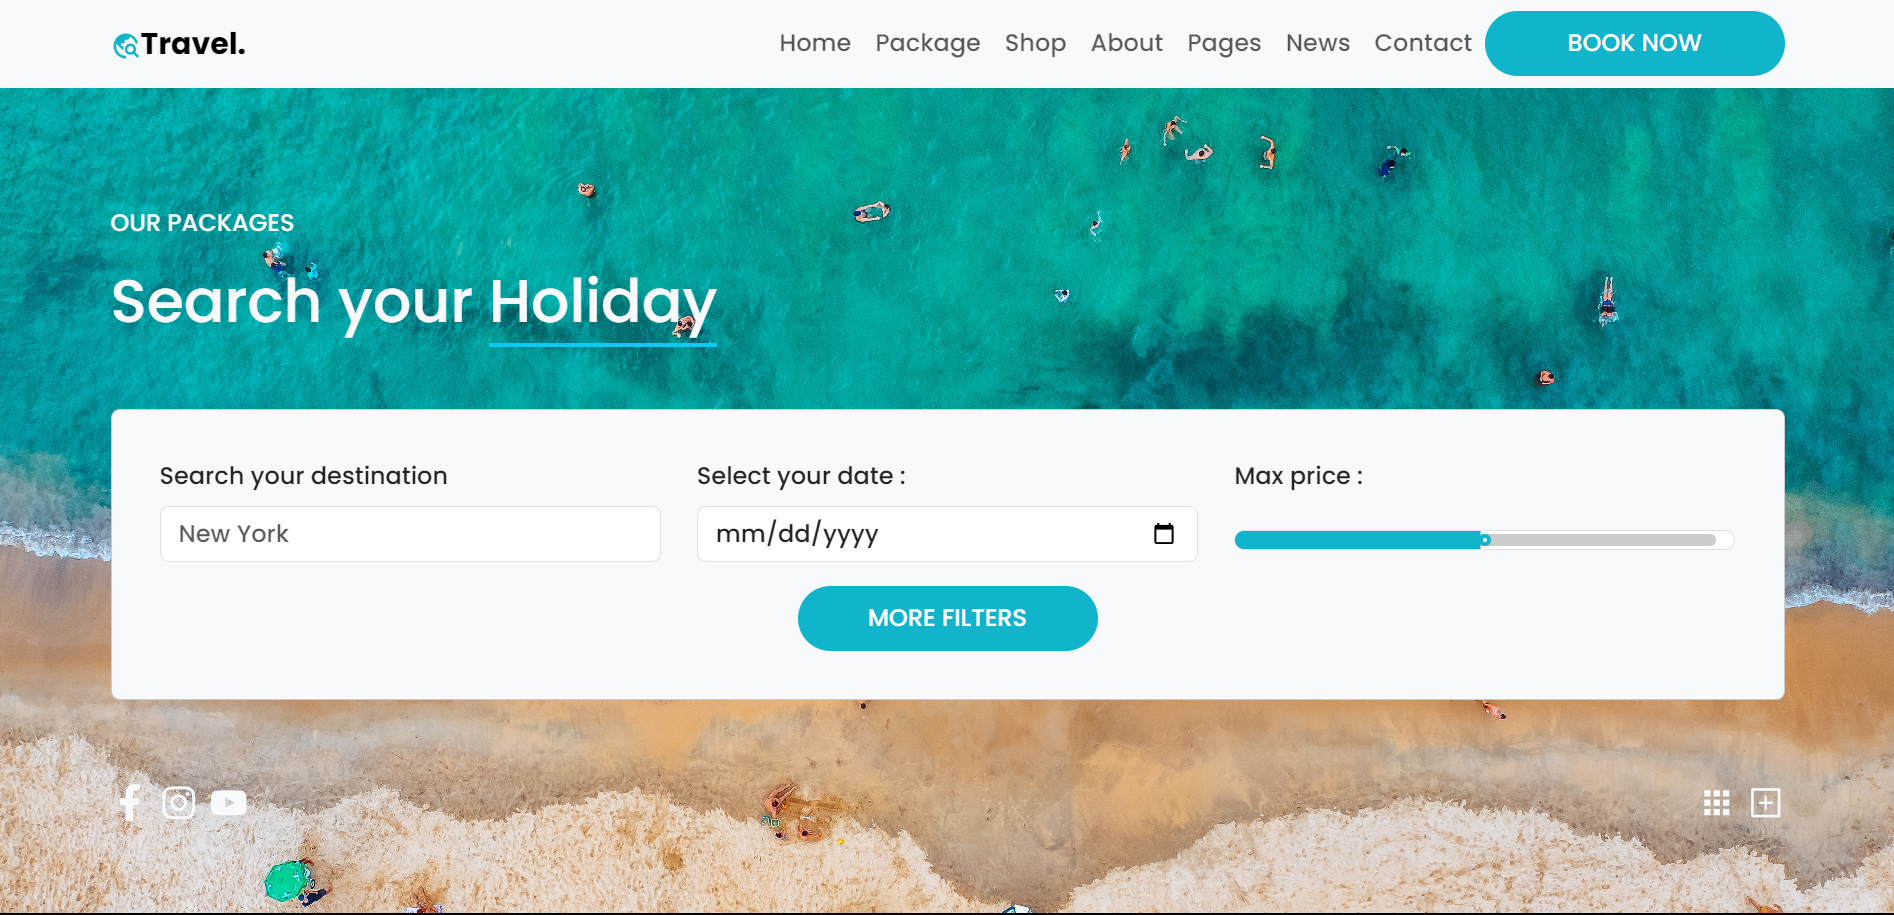 Travel.
Home Package Shop About Pages News Contact BOOK NOW
OUR PACKAGES
Search your Holiday
Search your destination
New York
Select your date :
mm/dd/yyyy
Max price :
MORE FILTERS